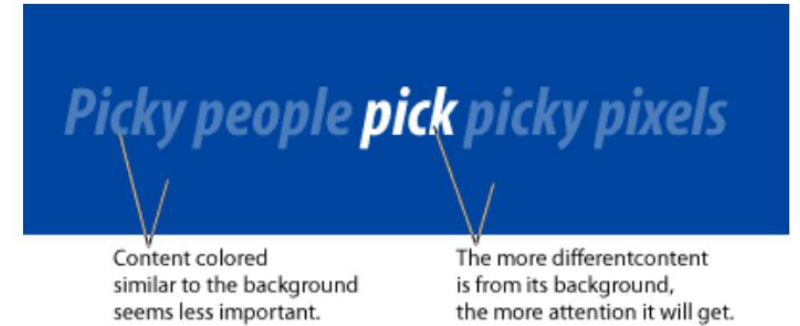 Picky people pick picky pixels
Content colored
similar to the background
seems less important.
The more differentcontent
is from its background,
the more attention it will get.